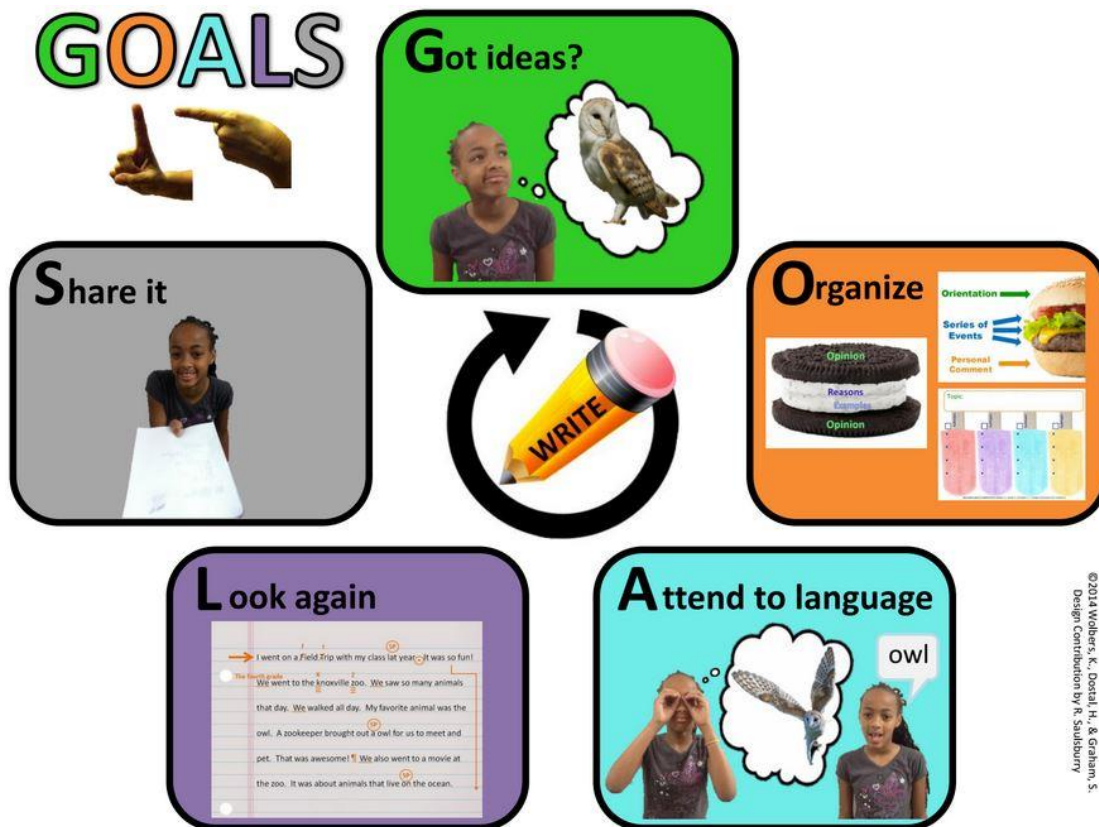 GOALS
Got ideas?
Share it
Organize
Orientation
Series of
Events
Personal
Comment
Opinion
Reasons
Examples
Opinion
Topic
WRITE
Look again
I went on a Field Trip with my class lat year it was so fun!
The fourth grade
We went to the knoxville zoo. We saw so many animals
that day. We walked all day. My favorite animal was the
owl. A zookeeper brought out a owl for us to meet and
pet. That was awesome! ¶ We also went to a movie at
the zoo. It was about animals that live on the ocean.
SP
SP
SP
Attend to language
owl
©2014 Wolbers, K., Dostal, H., & Graham, S.
Design Contribution by R. Saulsburry